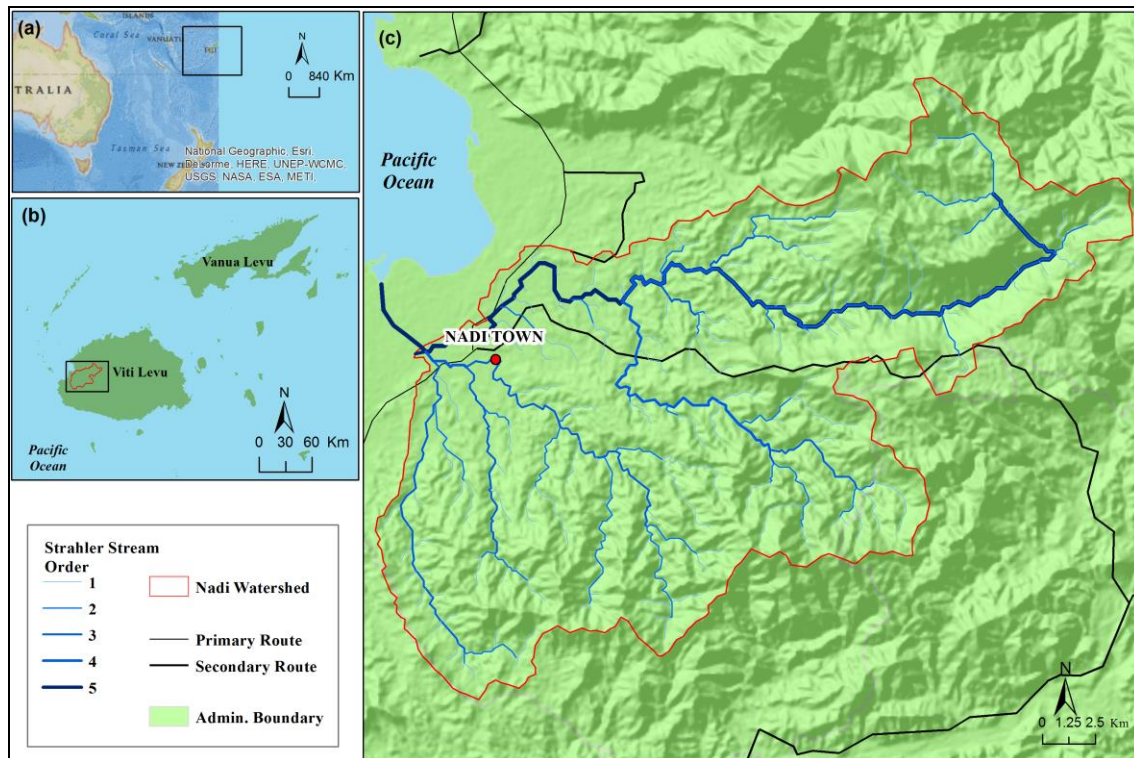 (a)
ISLANDS
Coral Sea
VANUATU
FIJI
N
0 840 Km
TRALIA
Tasman Sea
NEW ZE
National Geographic, Esri,
Delorme, HERE, UNEP-WCMC,
USGS, NASA, ESA, METI,
(b)
Vanua Levu
Viti Levu
N
0 30 60 Km
Pacific
Ocean
Strahler Stream
Order
1
2
3
4
5
Nadi Watershed
Primary Route
Secondary Route
Admin. Boundary
(c)
Pacific
Ocean
NADI TOWN
N
0 1.25 2.5 Km